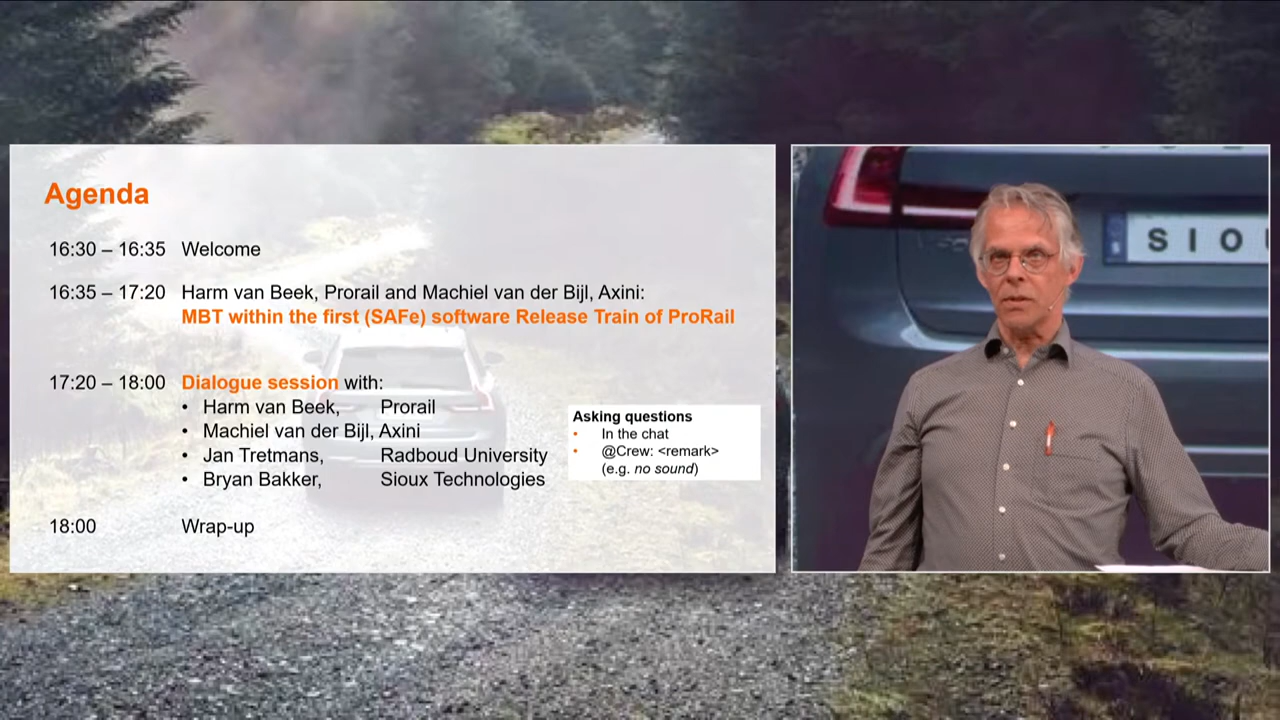 Agenda
16:30 – 16:35 Welcome
16:35 – 17:20 Harm van Beek, Prorail and Machiel van der Bijl, Axini:
MBT within the first (SAFe) software Release Train of ProRail
17:20 – 18:00 Dialogue session with:
• Harm van Beek, Prorail
• Machiel van der Bijl, Axini
• Jan Tretmans, Radboud University
• Bryan Bakker, Sioux Technologies
18:00 Wrap-up
Asking questions
• In the chat
• @Crew: <remark>
(e.g. no sound)
S I O